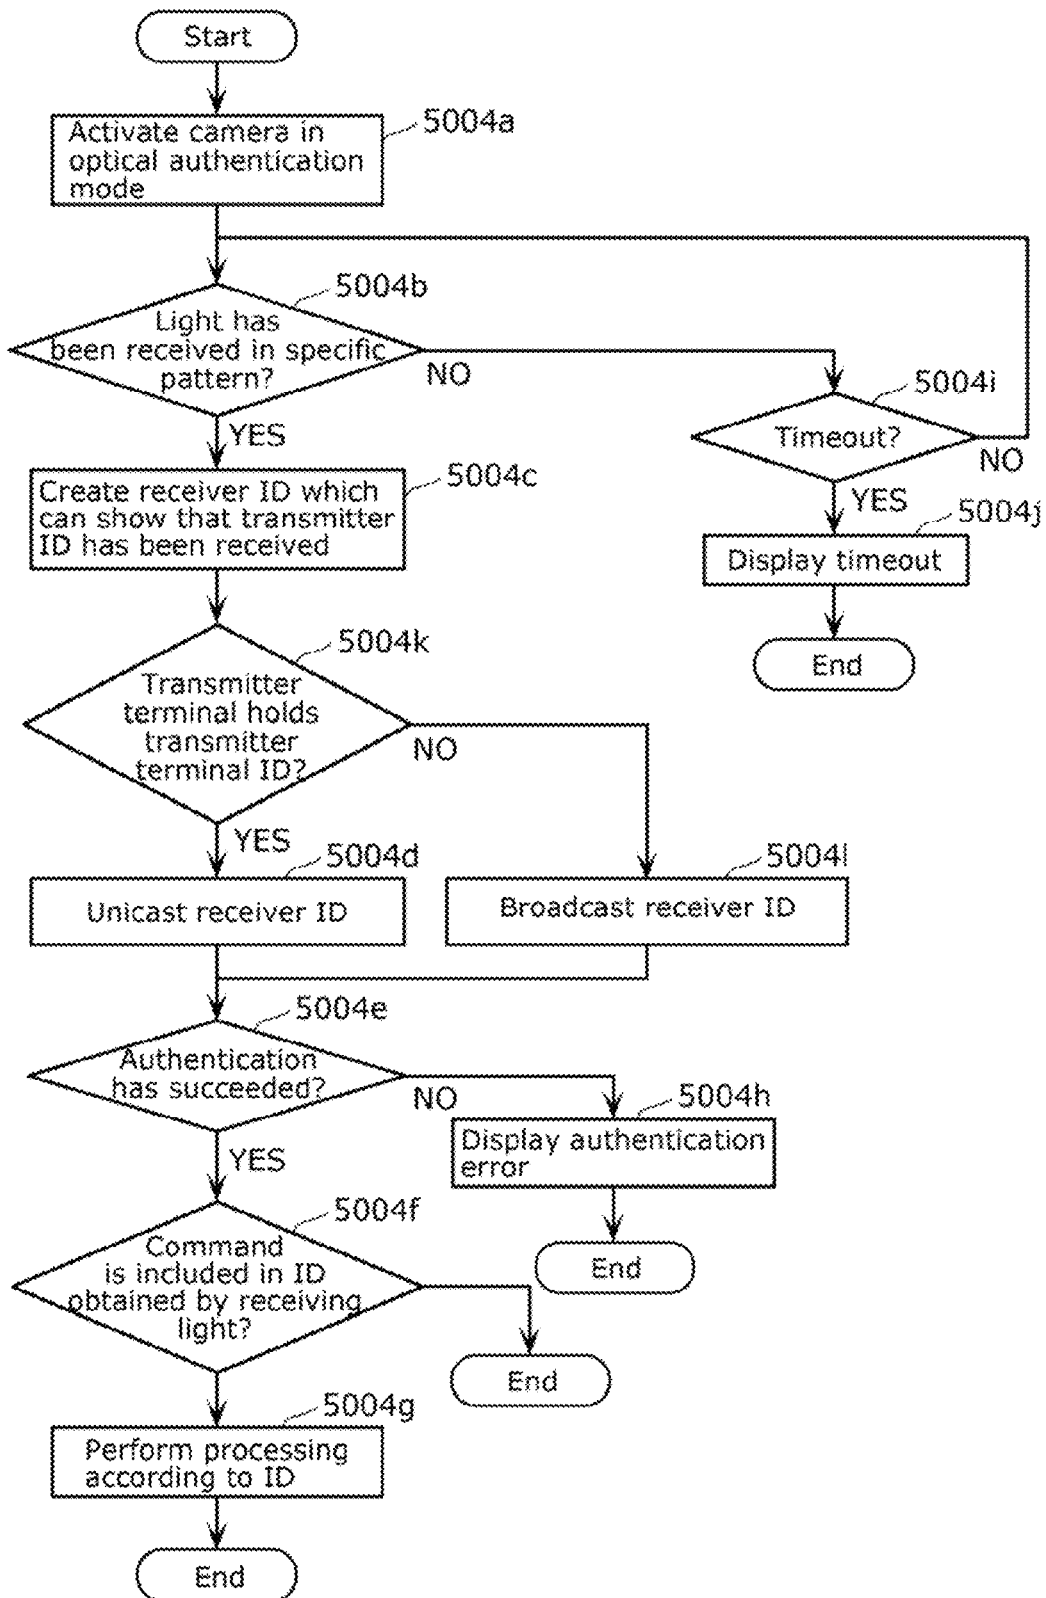 Start
5004a
Activate camera in
optical authentication
mode
5004b
Light has
been received in specific
pattern?
NO
YES
5004i
Timeout?
NO
YES
5004c
Create receiver ID which
can show that transmitter
ID has been received
5004j
Display timeout
End
5004k
Transmitter
terminal holds
transmitter
terminal ID?
NO
YES
5004d
Unicast receiver ID
5004l
Broadcast receiver ID
5004e
Authentication
has succeeded?
NO
YES
5004h
Display authentication
error
End
5004f
Command
is included in ID
obtained by receiving
light?
End
5004g
Perform processing
according to ID
End